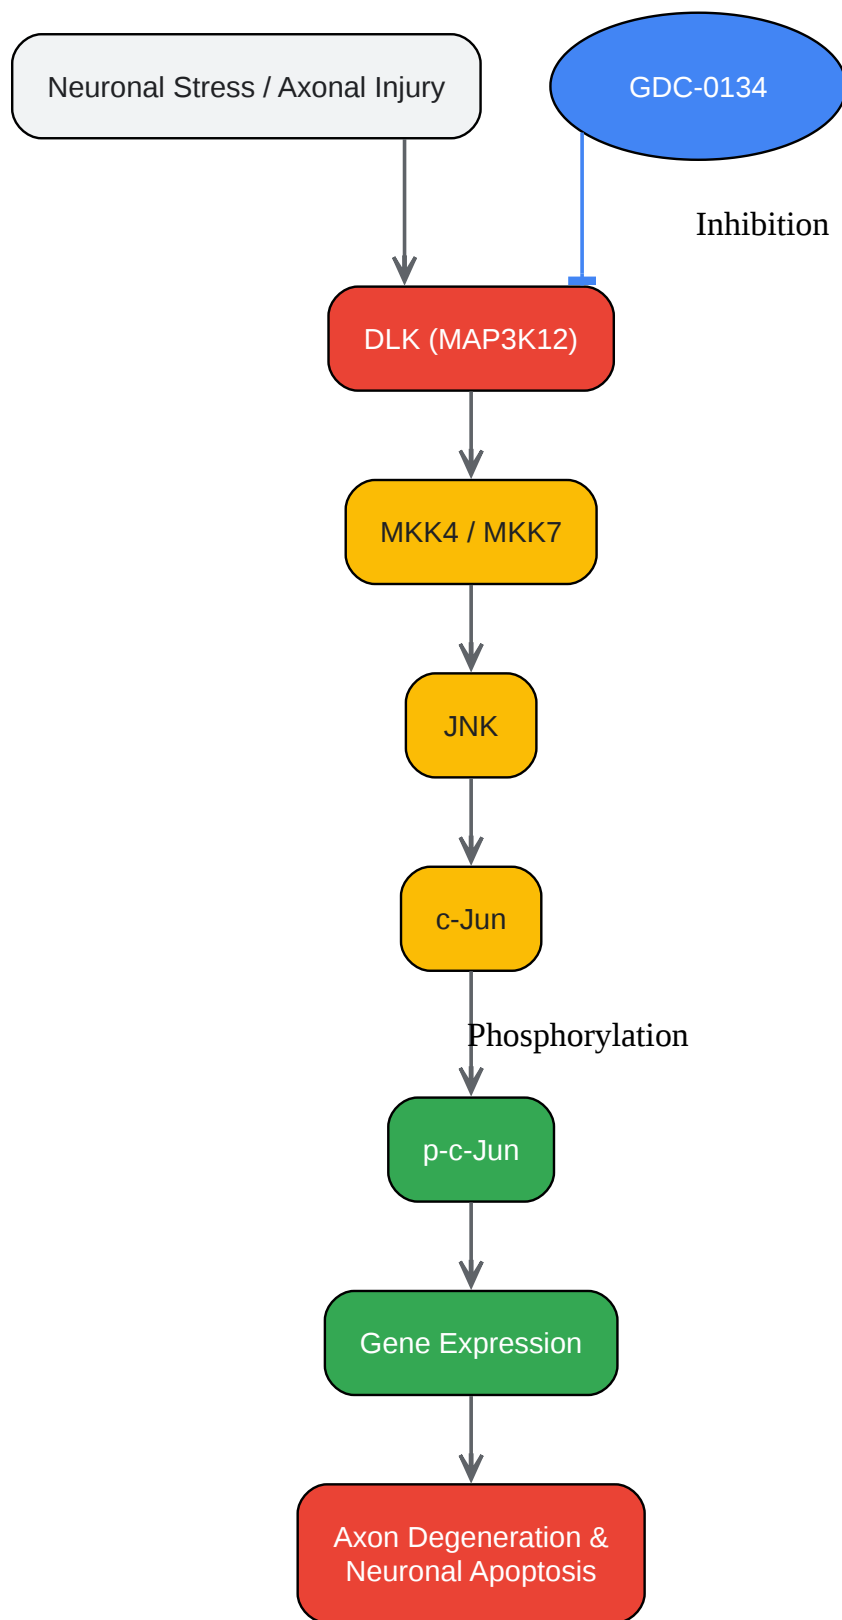 Neuronal Stress / Axonal Injury
GDC-0134
Inhibition
DLK (MAP3K12)
MKK4 / MKK7
JNK
c-Jun
Phosphorylation
p-c-Jun
Gene Expression
Axon Degeneration &
Neuronal Apoptosis